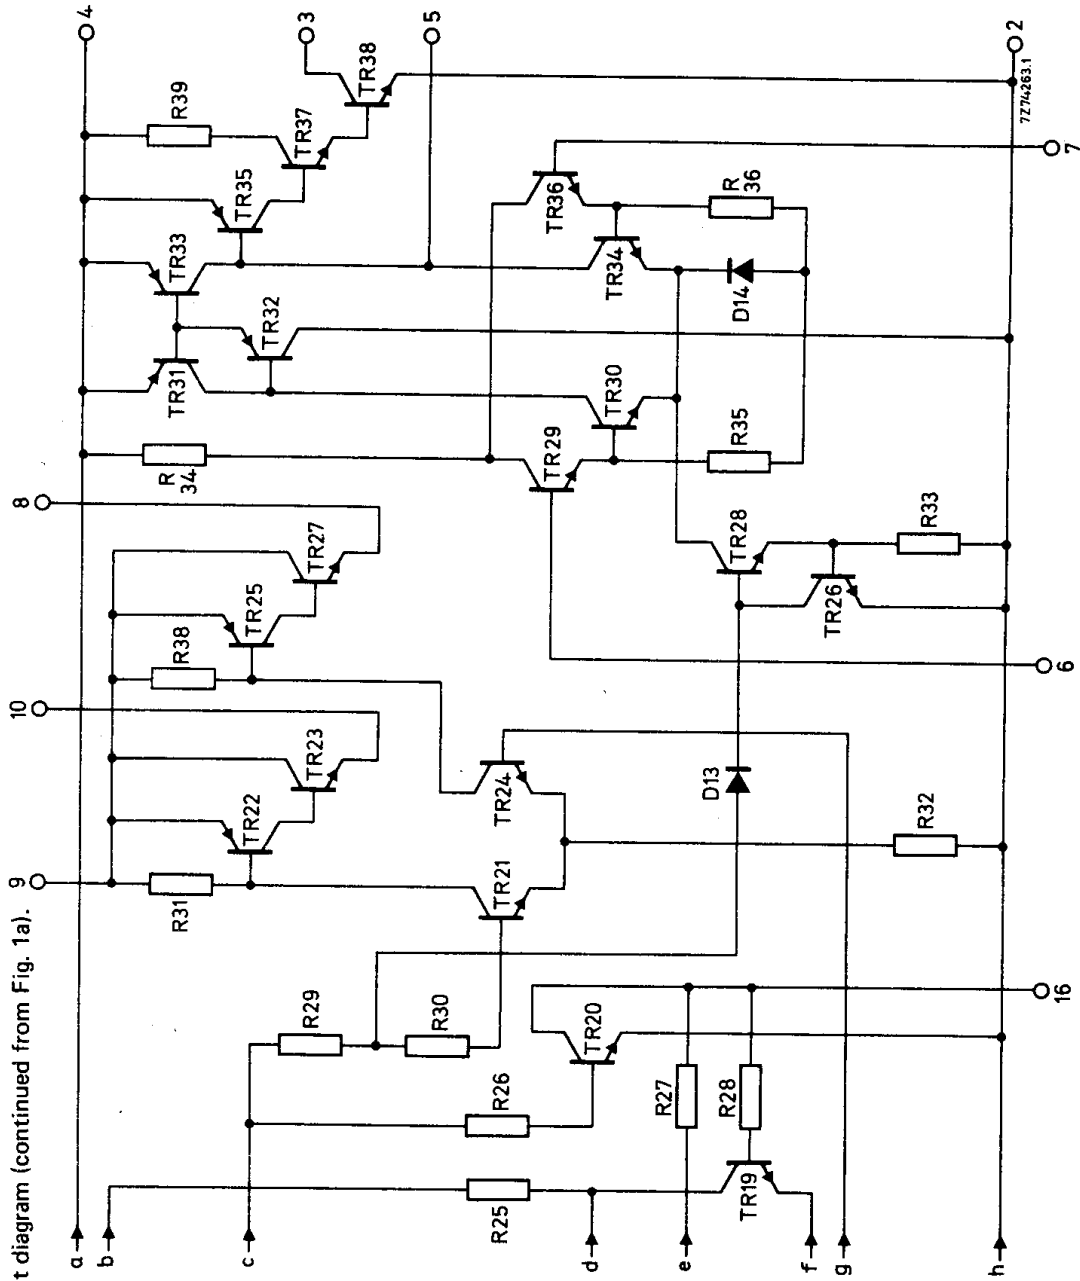 t diagram (continued from Fig. 1a).
a
b
c
d
e
f
g
h
9
10
8
4
3
5
2
7
6
16
R25
R26
R27
R28
TR19
TR20
R29
R30
R31
TR22
TR23
TR21
TR24
D13
R32
R38
TR25
TR27
R
34
TR29
TR28
TR26
R33
R35
TR30
TR31
TR32
TR33
TR35
TR34
TR36
D14
R
36
R39
TR37
TR38
7Z74263.1